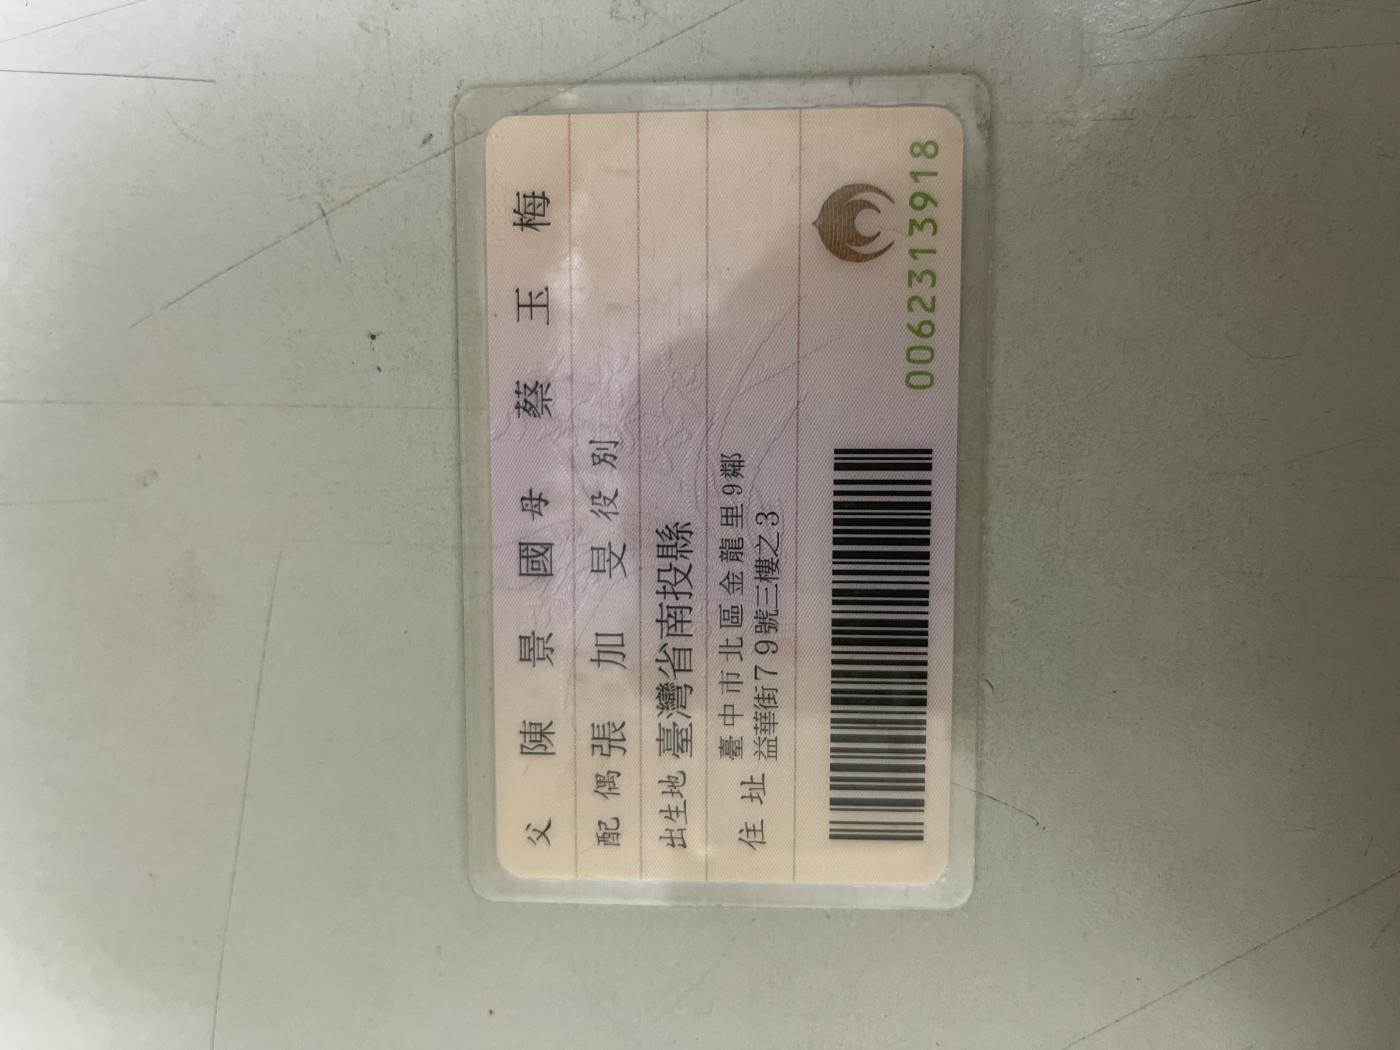 父 陳景國 母 蔡玉梅
配偶 張加旻 役別
出生地 臺灣省南投縣
住址 臺中市北區金龍里9鄰
益華街79號三樓之3
0062313918